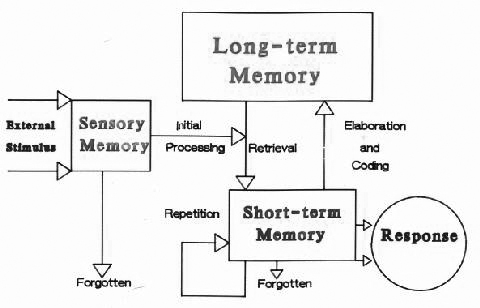 Long-term
Memory
External
Stimulus
Sensory
Memory
Initial
Processing
Retrieval
Elaboration
and
Coding
Repetition
Short-term
Memory
Response
Forgotten
Forgotten